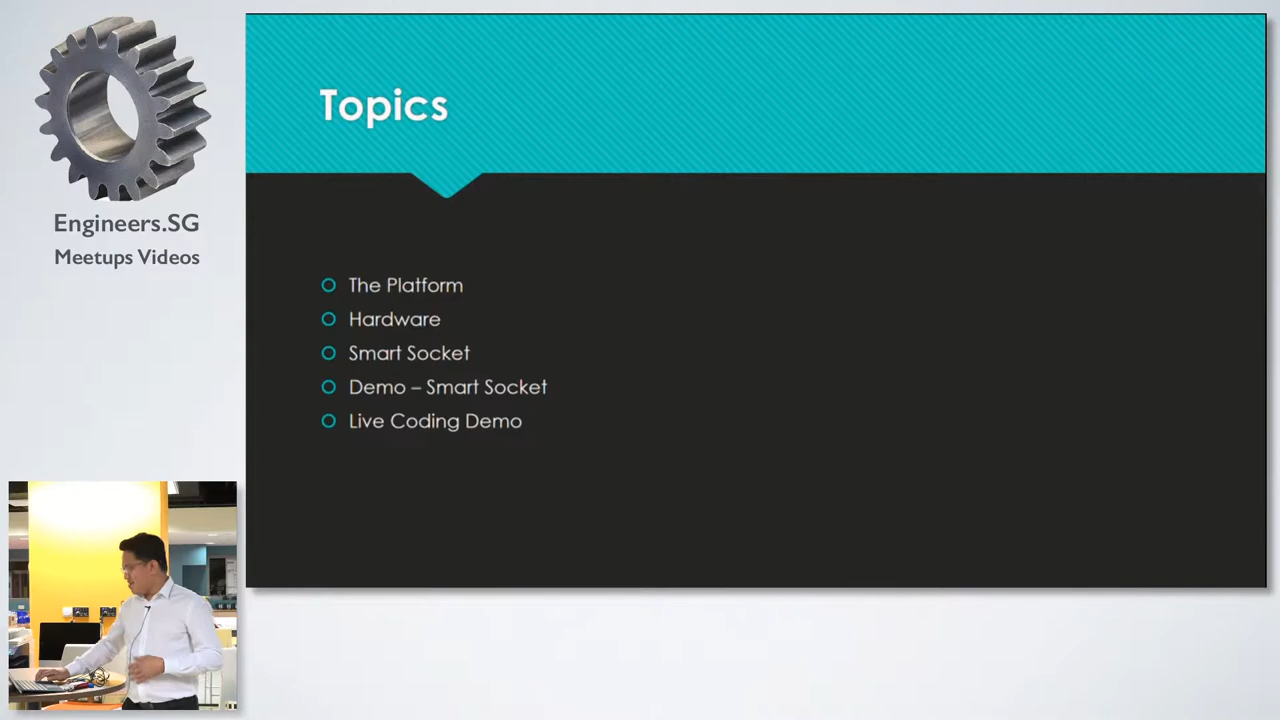 Engineers.SG
Meetups Videos
Topics
The Platform
Hardware
Smart Socket
Demo – Smart Socket
Live Coding Demo